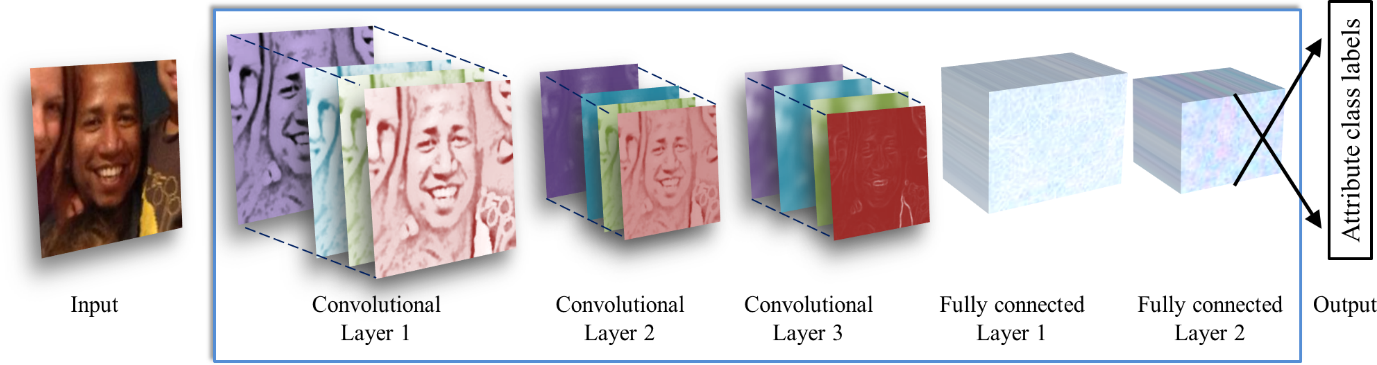 Input
Convolutional
Layer 1
Convolutional
Layer 2
Convolutional
Layer 3
Fully connected
Layer 1
Fully connected
Layer 2
Output
Attribute class labels